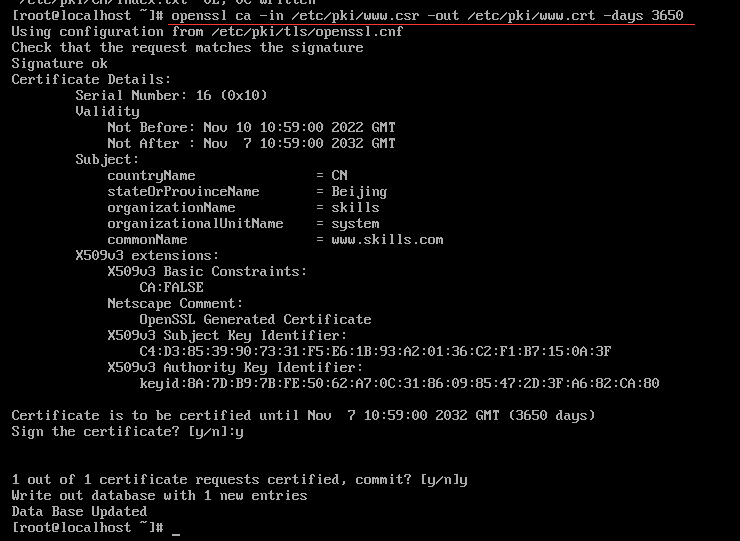 "/etc/pki/CA/index.txt" 0L, 0C written
[root@localhost ~]# openssl ca -in /etc/pki/www.csr -out /etc/pki/www.crt -days 3650
Using configuration from /etc/pki/tls/openssl.cnf
Check that the request matches the signature
Signature ok
Certificate Details:
        Serial Number: 16 (0x10)
        Validity
            Not Before: Nov 10 10:59:00 2022 GMT
            Not After : Nov  7 10:59:00 2032 GMT
        Subject:
            countryName               = CN
            stateOrProvinceName       = Beijing
            organizationName          = skills
            organizationalUnitName    = system
            commonName                = www.skills.com
        X509v3 extensions:
            X509v3 Basic Constraints:
                CA:FALSE
            Netscape Comment:
                OpenSSL Generated Certificate
            X509v3 Subject Key Identifier:
                C4:D3:85:39:90:73:31:F5:E6:1B:93:A2:01:36:C2:F1:B7:15:0A:3F
            X509v3 Authority Key Identifier:
                keyid:8A:7D:B9:7B:FE:50:62:A7:0C:31:86:09:85:47:2D:3F:A6:82:CA:80

Certificate is to be certified until Nov  7 10:59:00 2032 GMT (3650 days)
Sign the certificate? [y/n]:y


1 out of 1 certificate requests certified, commit? [y/n]y
Write out database with 1 new entries
Data Base Updated
[root@localhost ~]# _